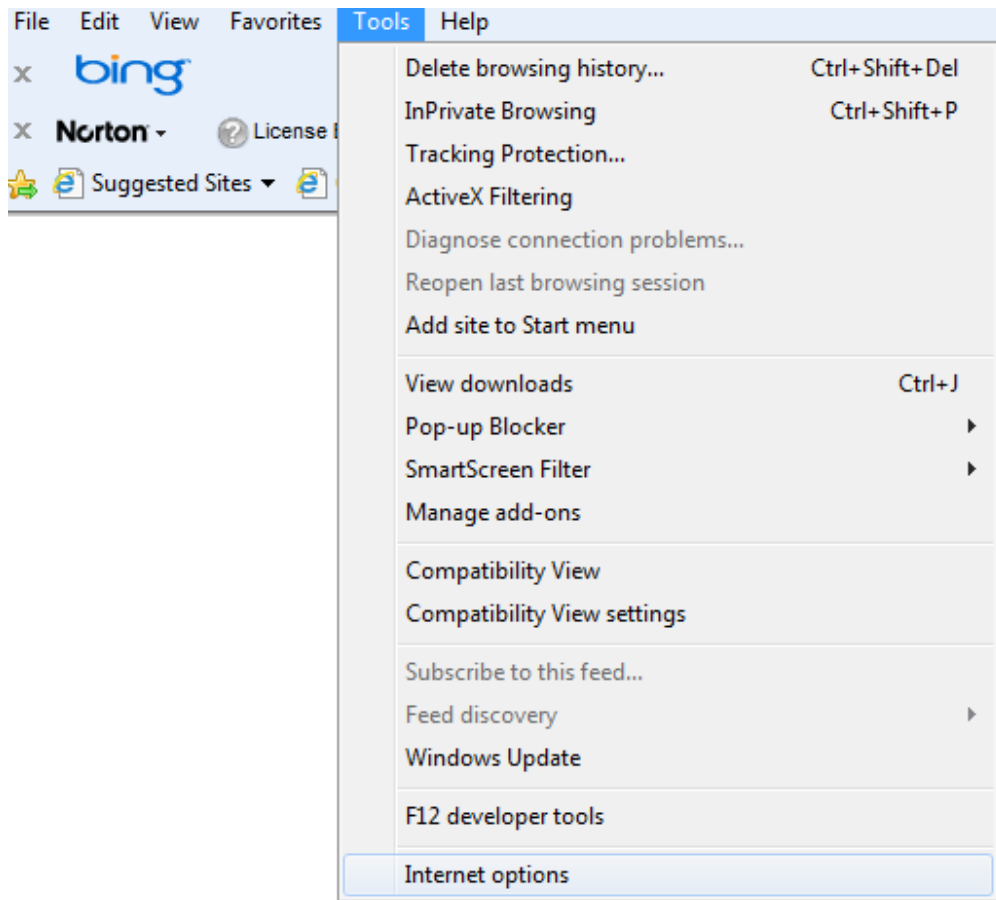 File Edit View Favorites Tools Help
bing
Norton
License
Suggested Sites
Delete browsing history... Ctrl+Shift+Del
InPrivate Browsing Ctrl+Shift+P
Tracking Protection...
ActiveX Filtering
Diagnose connection problems...
Reopen last browsing session
Add site to Start menu
View downloads Ctrl+J
Pop-up Blocker
SmartScreen Filter
Manage add-ons
Compatibility View
Compatibility View settings
Subscribe to this feed...
Feed discovery
Windows Update
F12 developer tools
Internet options